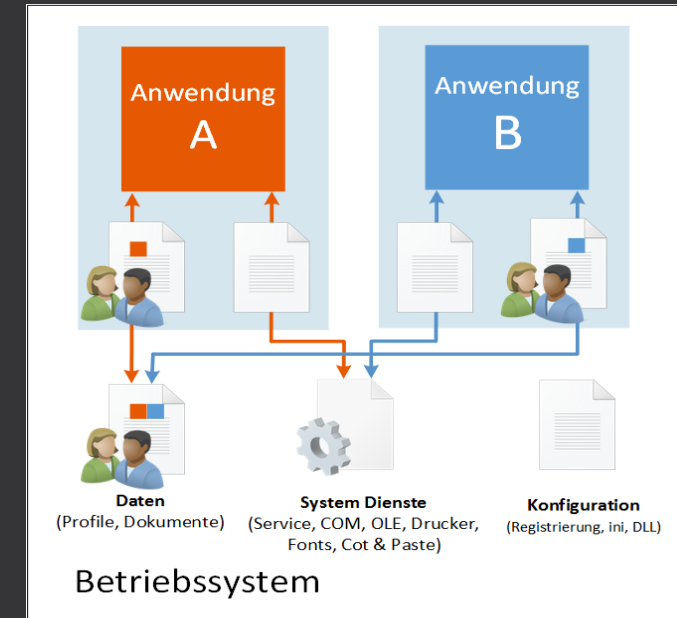 Anwendung
A
Anwendung
B
Daten
(Profile, Dokumente)
System Dienste
(Service, COM, OLE, Drucker,
Fonts, Cot & Paste)
Konfiguration
(Registrierung, ini, DLL)
Betriebssystem